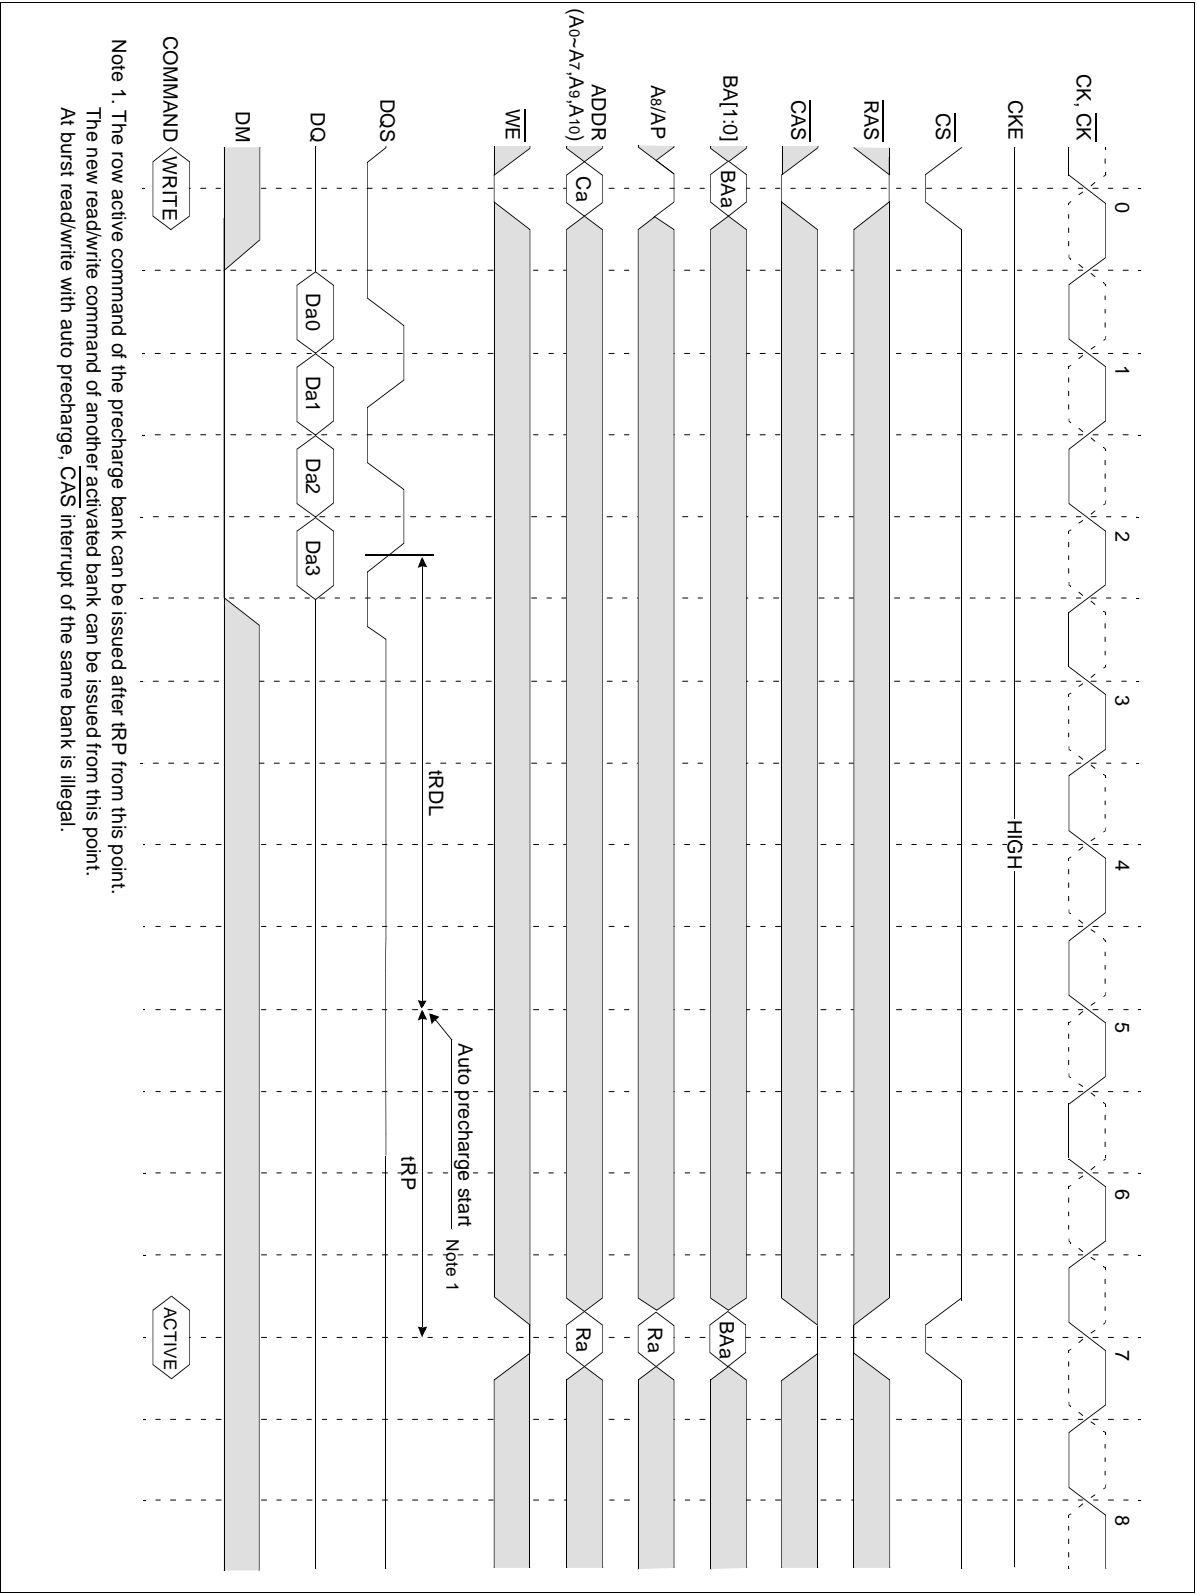 0 1 2 3 4 5 6 7 8
CK, CK
CKE HIGH
CS
RAS
CAS
BA[1:0] BAa BAa
A8/AP Ra
ADDR
(A0~A7,A9,A10) Ca Ra
WE
Auto precharge start Note 1
tRDL tRP
DQS
DQ Da0 Da1 Da2 Da3
DM
COMMAND WRITE ACTIVE
Note 1. The row active command of the precharge bank can be issued after tRP from this point.
The new read/write command of another activated bank can be issued from this point.
At burst read/write with auto precharge, CAS interrupt of the same bank is illegal.